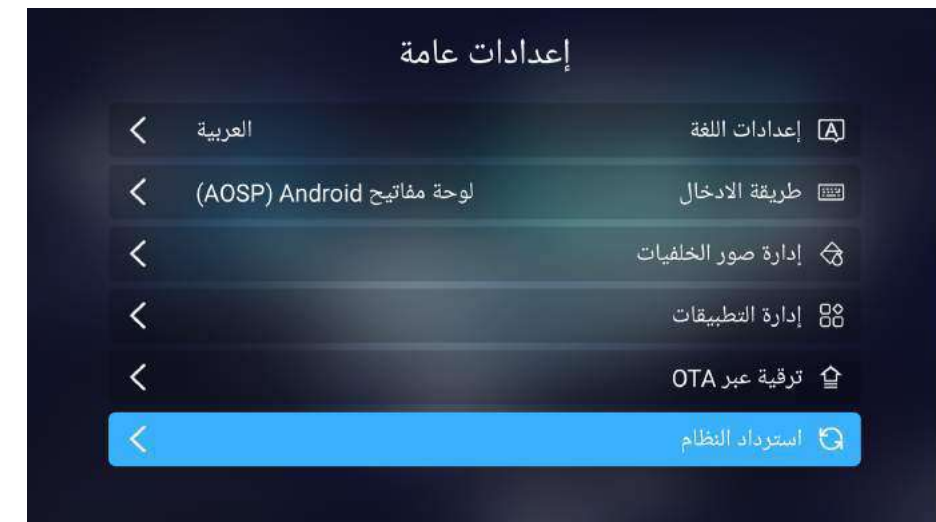 إعدادات عامة
إعدادات اللغة العربية
طريقة الادخال لوحة مفاتيح Android (AOSP)
إدارة صور الخلفيات
إدارة التطبيقات
ترقية عبر OTA
استرداد النظام